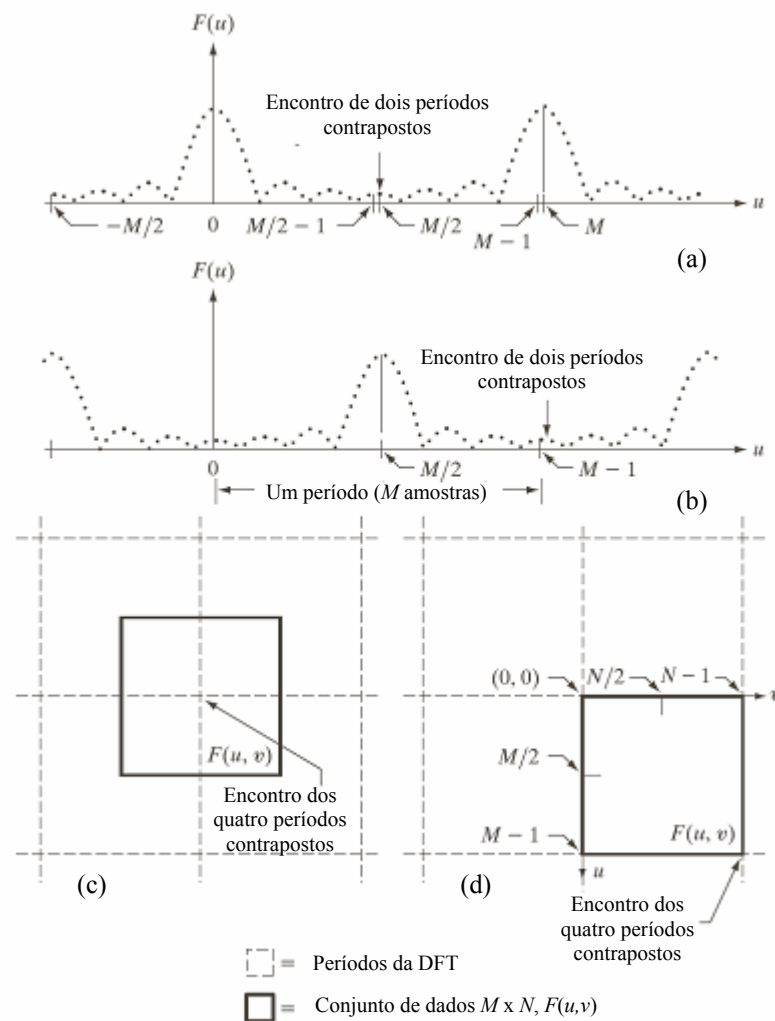 F(u)
Encontro de dois períodos
contrapostos
−M/2
0
M/2 − 1
M/2
M − 1
M
u
(a)
F(u)
Encontro de dois períodos
contrapostos
0
M/2
M − 1
u
Um período (M amostras)
(b)
(0, 0)
N/2
N − 1
v
M/2
F(u, v)
Encontro dos
quatro períodos
contrapostos
M − 1
F(u, v)
(c)
(d)
u
Encontro dos
quatro períodos
contrapostos
= Períodos da DFT
= Conjunto de dados M x N, F(u,v)